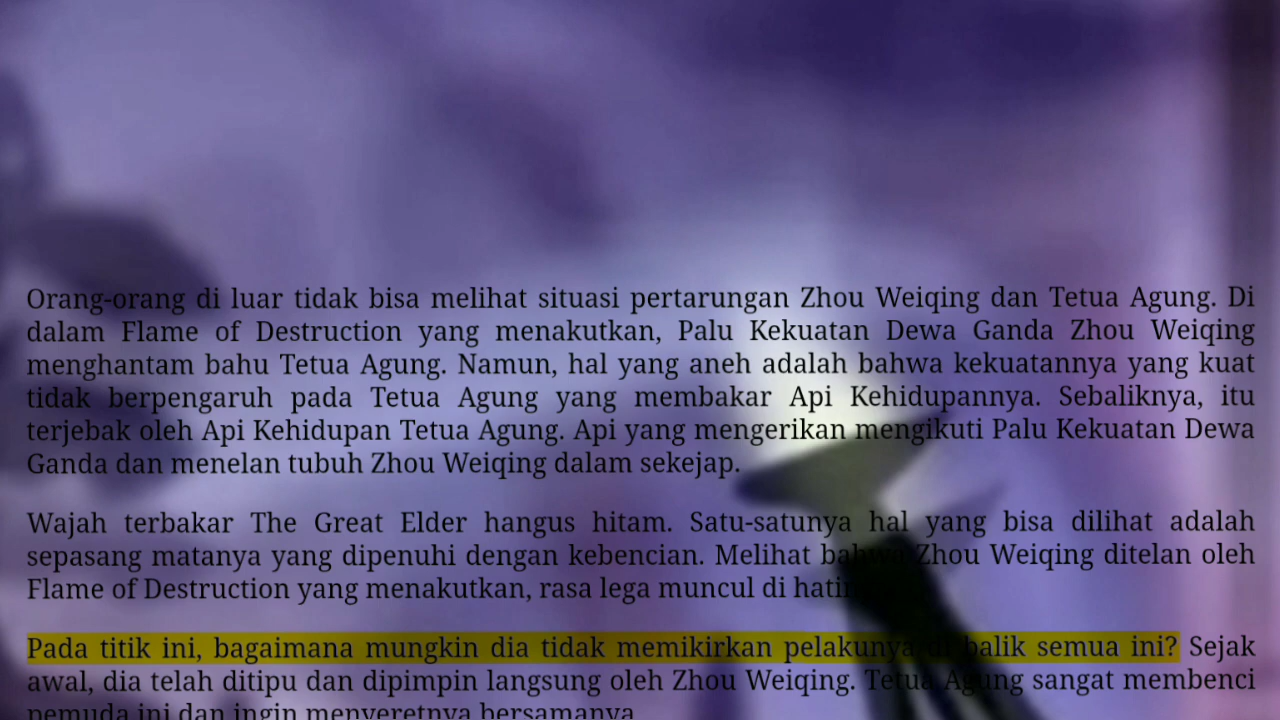 Orang-orang di luar tidak bisa melihat situasi pertarungan Zhou Weiqing dan Tetua Agung. Di
dalam Flame of Destruction yang menakutkan, Palu Kekuatan Dewa Ganda Zhou Weiqing
menghantam bahu Tetua Agung. Namun, hal yang aneh adalah bahwa kekuatannya yang kuat
tidak berpengaruh pada Tetua Agung yang membakar Api Kehidupannya. Sebaliknya, itu
terjebak oleh Api Kehidupan Tetua Agung. Api yang mengerikan mengikuti Palu Kekuatan Dewa
Ganda dan menelan tubuh Zhou Weiqing dalam sekejap.
Wajah terbakar The Great Elder hangus hitam. Satu-satunya hal yang bisa dilihat adalah
sepasang matanya yang dipenuhi dengan kebencian. Melihat bahwa Zhou Weiqing ditelan oleh
Flame of Destruction yang menakutkan, rasa lega muncul di
Pada titik ini, bagaimana mungkin dia tidak memikirkan pelakunya di balik semua ini? Sejak
awal, dia telah ditipu dan dipimpin langsung oleh Zhou Weiqing. Tetua Agung sangat membenci
pemuda ini dan ingin menyeretnya bersamanya.